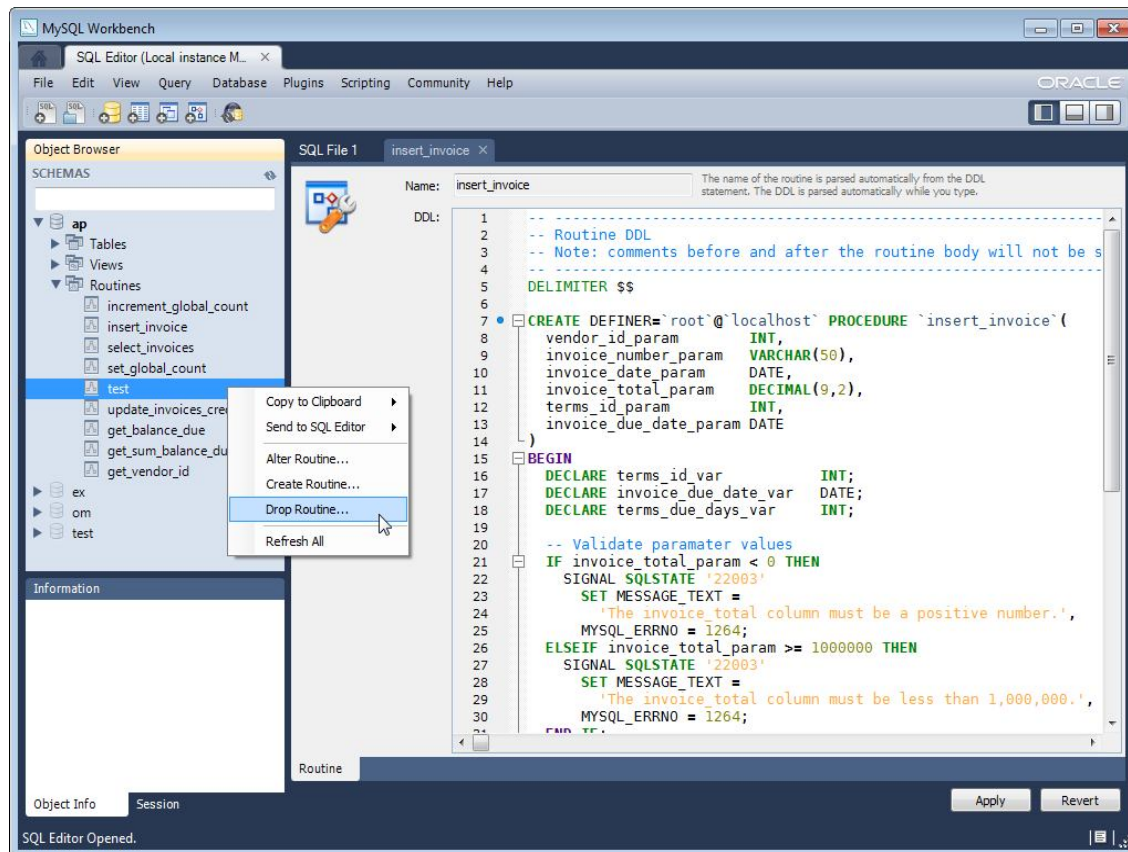 MySQL Workbench
SQL Editor (Local instance M...
File Edit View Query Database Plugins Scripting Community Help
ORACLE
Object Browser
SCHEMAS
ap
Tables
Views
Routines
increment_global_count
insert_invoice
select_invoices
set_global_count
test
update_invoices_cre
get_balance_due
get_sum_balance_du
get_vendor_id
ex
om
test
Copy to Clipboard
Send to SQL Editor
Alter Routine...
Create Routine...
Drop Routine...
Refresh All
Information
Object Info Session
SQL Editor Opened.
SQL File 1 insert_invoice
Name: insert_invoice
The name of the routine is parsed automatically from the DDL
statement. The DDL is parsed automatically while you type.
DDL:
1 -- ----------------------------------------------------------------
2 -- Routine DDL
3 -- Note: comments before and after the routine body will not be s
4 -- ----------------------------------------------------------------
5 DELIMITER $$
6
7 CREATE DEFINER=`root`@`localhost` PROCEDURE `insert_invoice`(
8 vendor_id_param INT,
9 invoice_number_param VARCHAR(50),
10 invoice_date_param DATE,
11 invoice_total_param DECIMAL(9,2),
12 terms_id_param INT,
13 invoice_due_date_param DATE
14 )
15 BEGIN
16 DECLARE terms_id_var INT;
17 DECLARE invoice_due_date_var DATE;
18 DECLARE terms_due_days_var INT;
19
20 -- Validate paramater values
21 IF invoice_total_param < 0 THEN
22 SIGNAL SQLSTATE '22003'
23 SET MESSAGE_TEXT =
24 'The invoice_total column must be a positive number.',
25 MYSQL_ERRNO = 1264;
26 ELSEIF invoice_total_param >= 1000000 THEN
27 SIGNAL SQLSTATE '22003'
28 SET MESSAGE_TEXT =
29 'The invoice_total column must be less than 1,000,000.',
30 MYSQL_ERRNO = 1264;
31 END IF;
Routine
Apply Revert